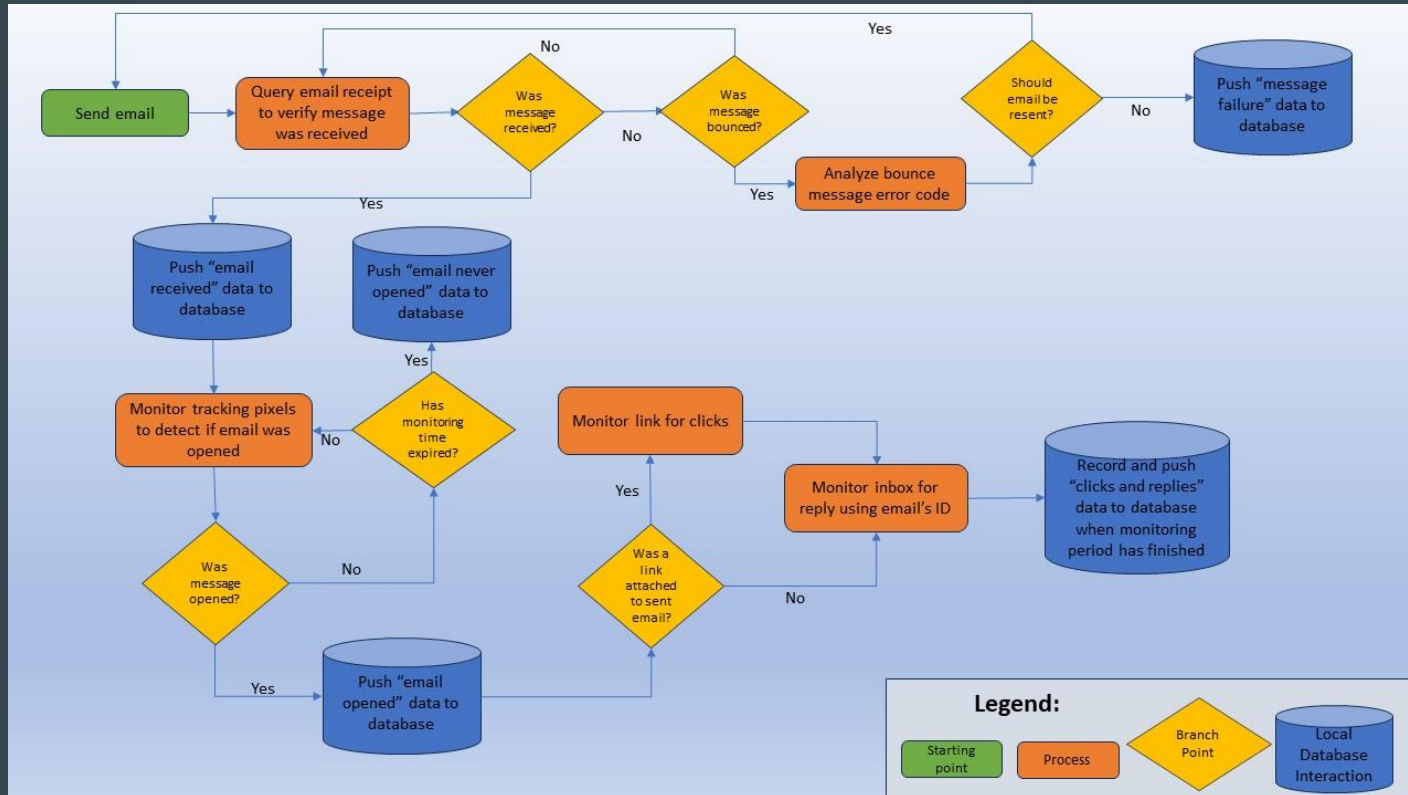 Yes
No
Send email
Query email receipt
to verify message
was received
Was
message
received?
No
Was
message
bounced?
Should
email be
resent?
No
Push “message
failure” data to
database
Yes
Analyze bounce
message error code
Yes
Push “email
received” data to
database
Push “email never
opened” data to
database
Yes
Monitor tracking pixels
to detect if email was
opened
No
Has
monitoring
time
expired?
Monitor link for clicks
Yes
Monitor inbox for
reply using email’s ID
Record and push
“clicks and replies”
data to database
when monitoring
period has finished
Was
message
opened?
No
Was a
link
attached
to sent
email?
No
Yes
Push “email
opened” data to
database
Legend:
Starting
point
Process
Branch
Point
Local
Database
Interaction